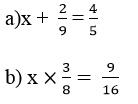 a)x + 2/9 = 4/5
b) x × 3/8 = 9/16